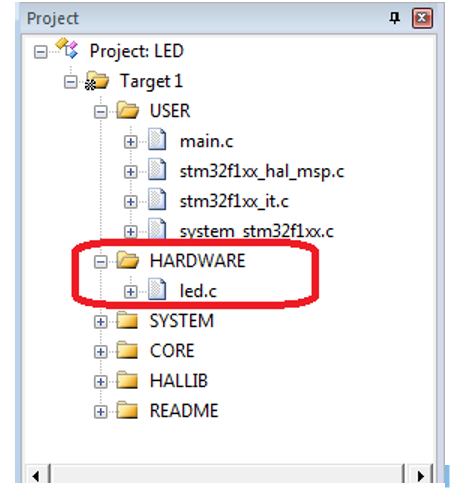 Project
Project: LED
Target 1
USER
main.c
stm32f1xx_hal_msp.c
stm32f1xx_it.c
system_stm32f1xx.c
HARDWARE
led.c
SYSTEM
CORE
HALLIB
README